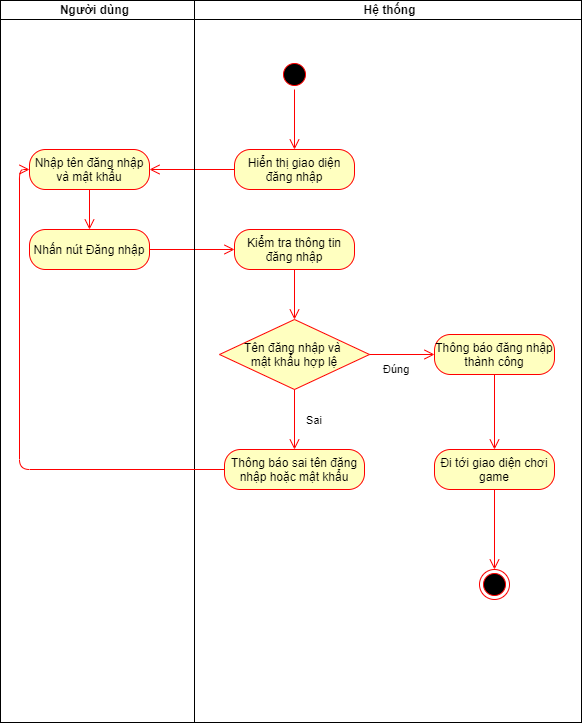 Người dùng
Hệ thống
Hiển thị giao diện
đăng nhập
Nhập tên đăng nhập
và mật khẩu
Nhấn nút Đăng nhập
Kiểm tra thông tin
đăng nhập
Tên đăng nhập và
mật khẩu hợp lệ
Đúng
Thông báo đăng nhập
thành công
Sai
Thông báo sai tên đăng
nhập hoặc mật khẩu
Đi tới giao diện chơi
game